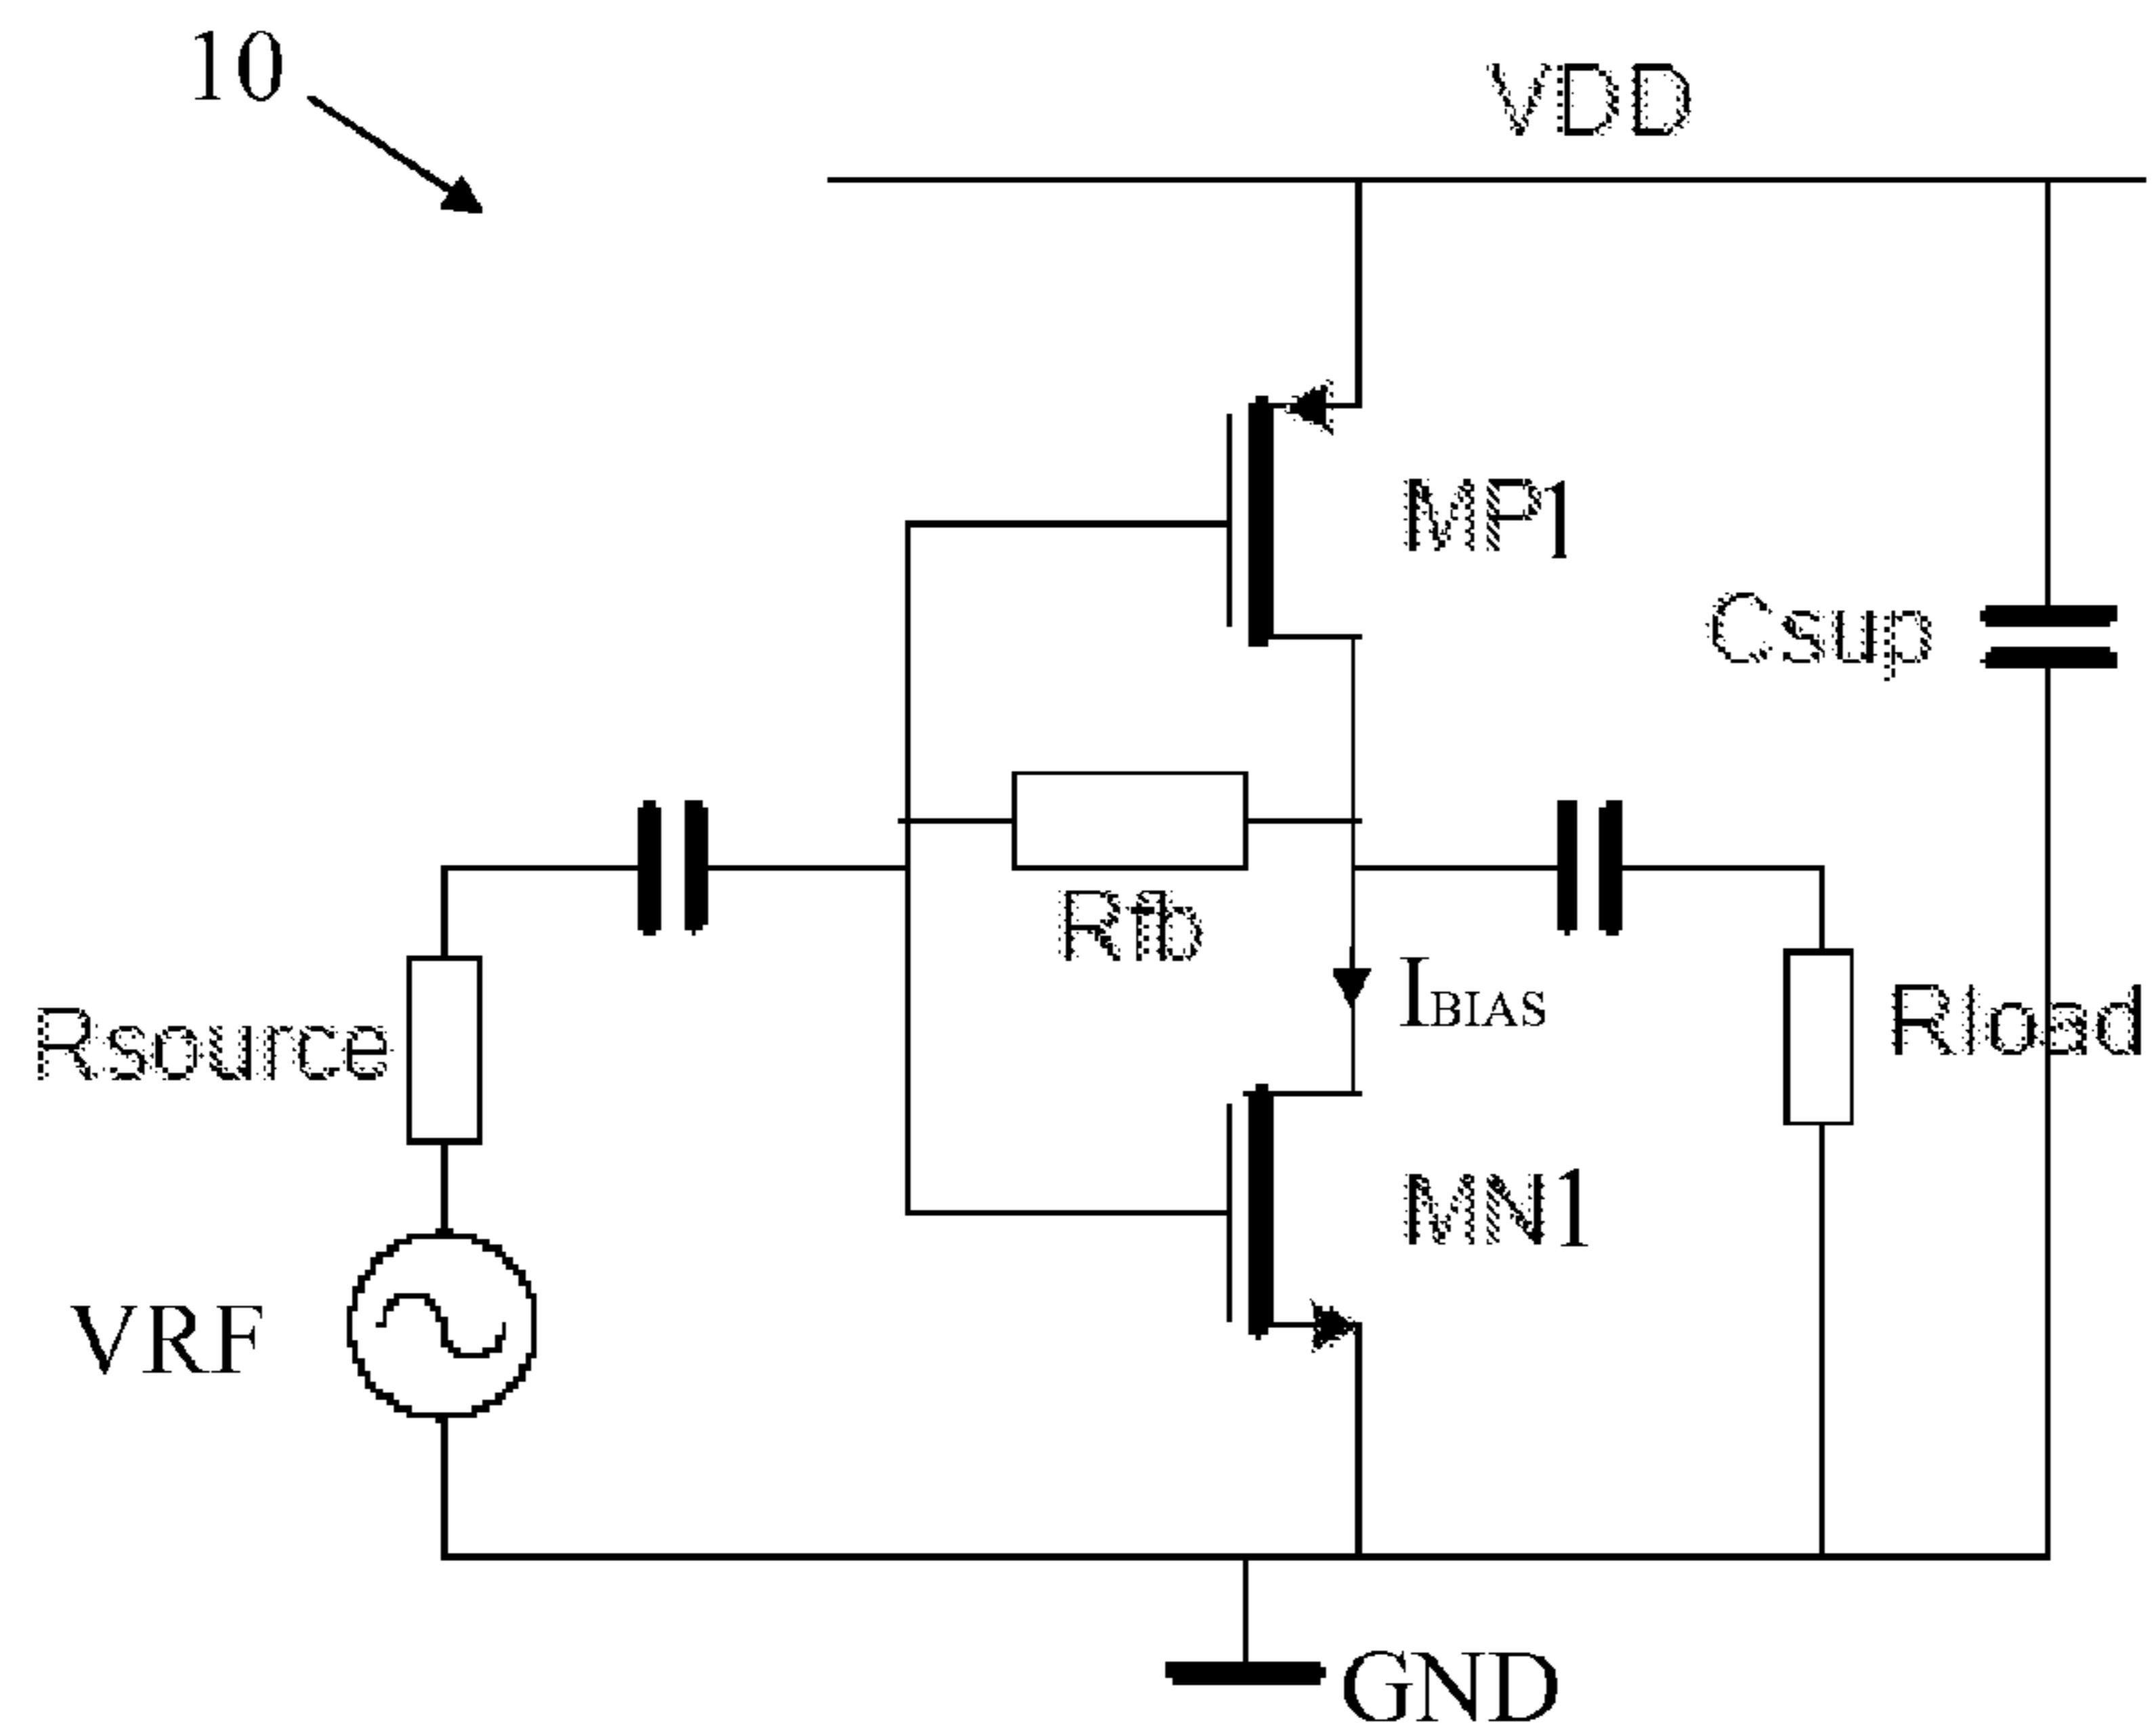 10
VDD
MP1
Csup
Rfb
IBIAS
Rsource
Rload
MN1
VRF
GND